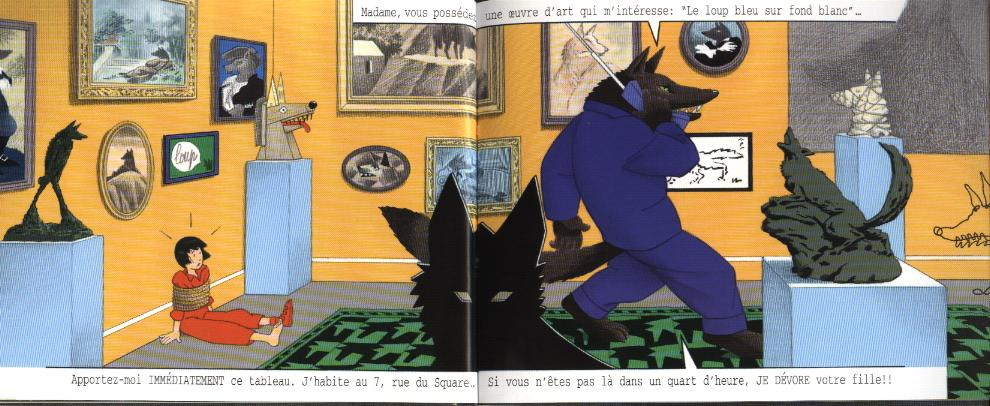 Madame, vous possédez une œuvre d'art qui m'intéresse: "Le loup bleu sur fond blanc"…
loup
Apportez-moi IMMÉDIATEMENT ce tableau. J'habite au 7, rue du Square… Si vous n'êtes pas là dans un quart d'heure, JE DÉVORE votre fille!!